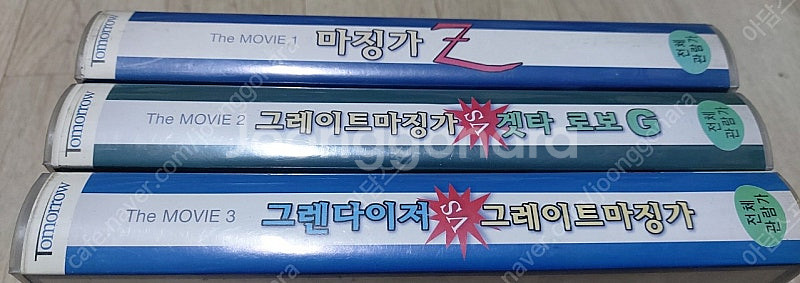 Tomorrow
The MOVIE 1 마징가 Z
전체
관람가
Tomorrow
The MOVIE 2 그레이트마징가 VS 겟타 로보 G
전체
관람가
Tomorrow
The MOVIE 3 그렌다이저 VS 그레이트마징가
전체
관람가
Joonggonara